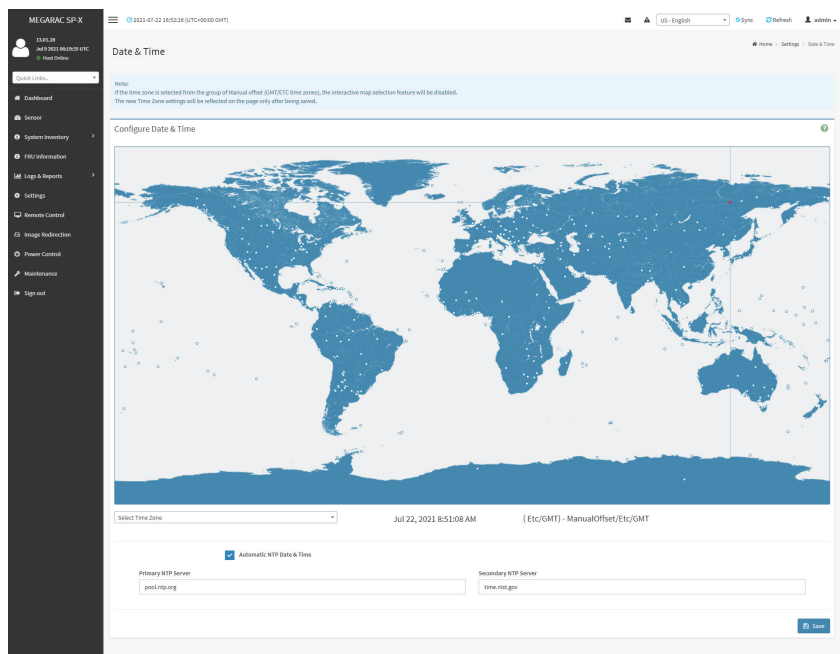 MEGARAC SP-X
2021-07-22 16:52:16 (UTC+00:00 GMT)
US - English
Sync
Refresh
admin
13.01.28
Jul 9 2021 06:19:35 UTC
Host Online
Quick Links...
Dashboard
Sensor
System Inventory
FRU Information
Logs & Reports
Settings
Remote Control
Image Redirection
Power Control
Maintenance
Sign out
Date & Time
Home > Settings > Date & Time
Note:
If the time zone is selected from the group of Manual offset (GMT/ETC time zones), the interactive map selection feature will be disabled.
The new Time Zone settings will be reflected on the page only after being saved.
Configure Date & Time
Select Time Zone
Jul 22, 2021 8:51:08 AM
( Etc/GMT) - ManualOffset/Etc/GMT
Automatic NTP Date & Time
Primary NTP Server
Secondary NTP Server
pool.ntp.org
time.nist.gov
Save